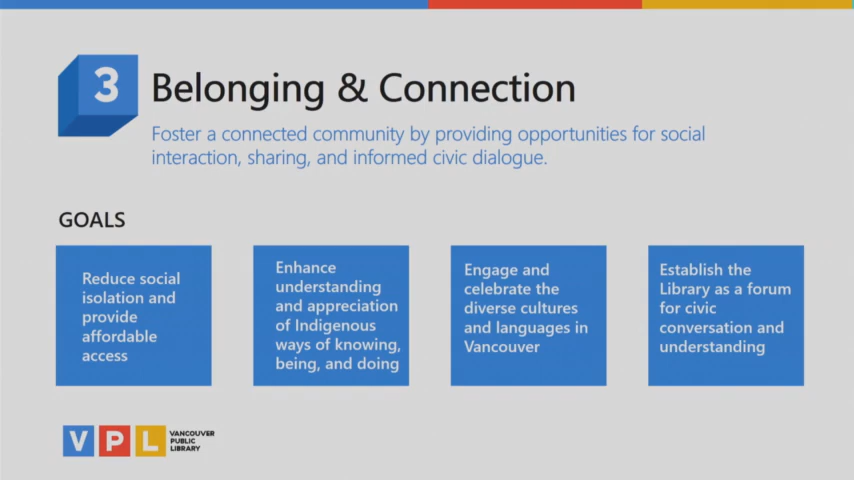 3
Belonging & Connection
Foster a connected community by providing opportunities for social
interaction, sharing, and informed civic dialogue.
GOALS
Reduce social
isolation and
provide
affordable
access
Enhance
understanding
and appreciation
of Indigenous
ways of knowing,
being, and doing
Engage and
celebrate the
diverse cultures
and languages in
Vancouver
Establish the
Library as a forum
for civic
conversation and
understanding
VPL
VANCOUVER
PUBLIC
LIBRARY